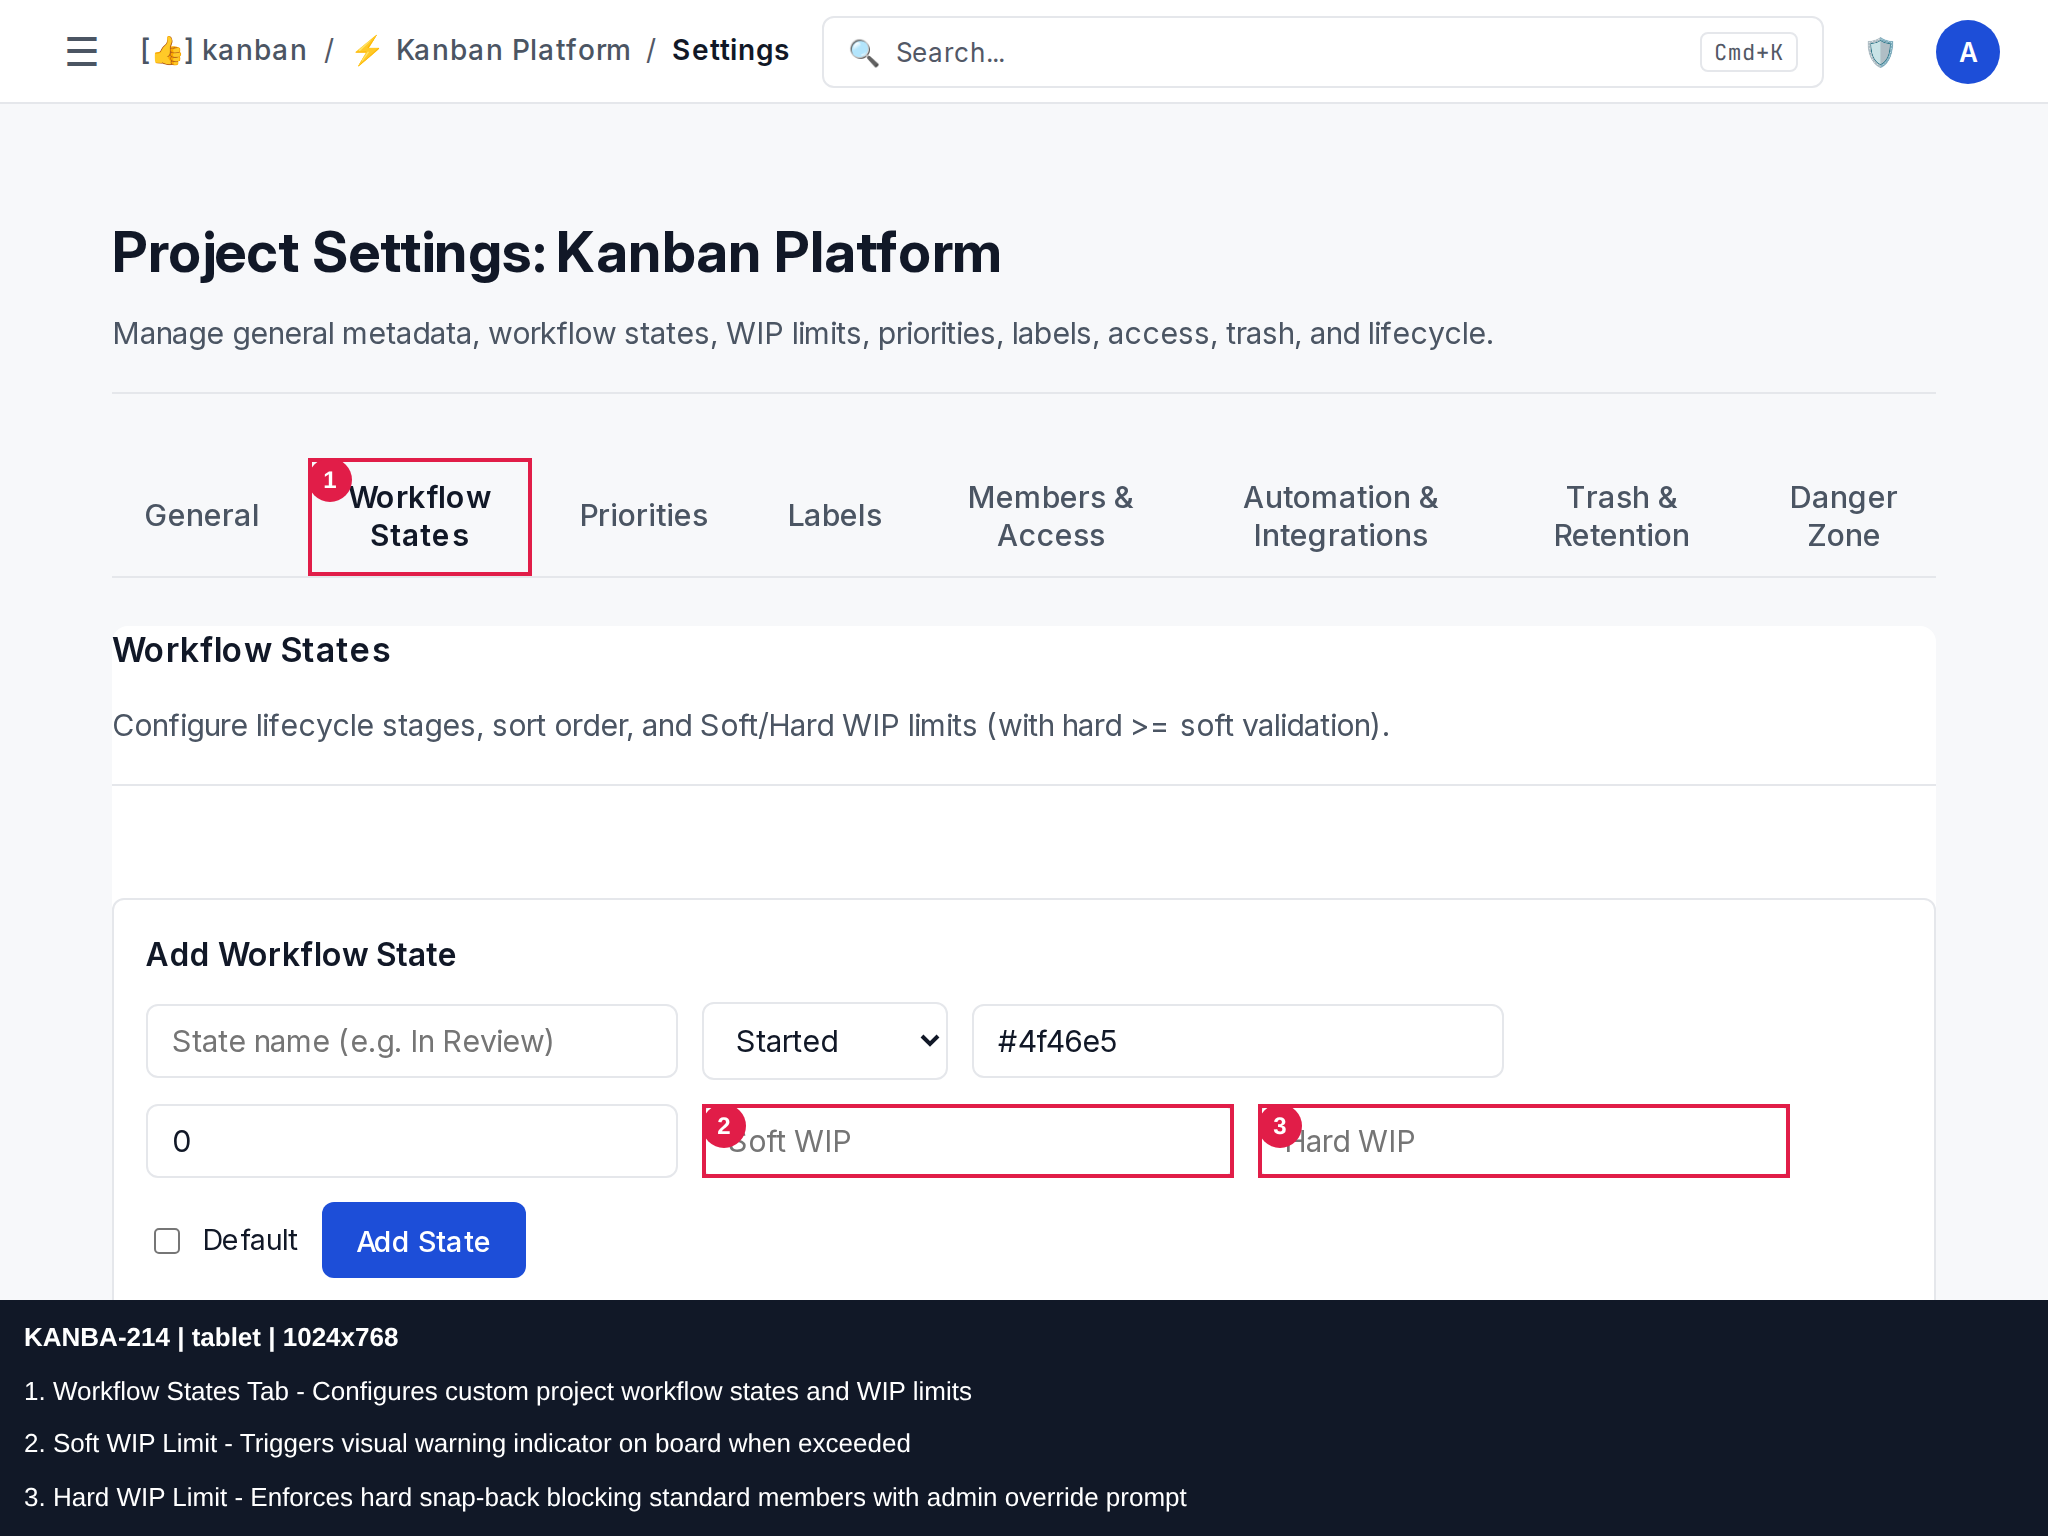 [👍] kanban / ⚡ Kanban Platform / Settings
🔍 Search... Cmd+K
A
Project Settings: Kanban Platform
Manage general metadata, workflow states, WIP limits, priorities, labels, access, trash, and lifecycle.
General
1
Workflow
States
Priorities
Labels
Members &
Access
Automation &
Integrations
Trash &
Retention
Danger
Zone
Workflow States
Configure lifecycle stages, sort order, and Soft/Hard WIP limits (with hard >= soft validation).
Add Workflow State
State name (e.g. In Review)
Started
#4f46e5
0
2
Soft WIP
3
Hard WIP
Default
Add State
KANBA-214 | tablet | 1024x768
1. Workflow States Tab - Configures custom project workflow states and WIP limits
2. Soft WIP Limit - Triggers visual warning indicator on board when exceeded
3. Hard WIP Limit - Enforces hard snap-back blocking standard members with admin override prompt